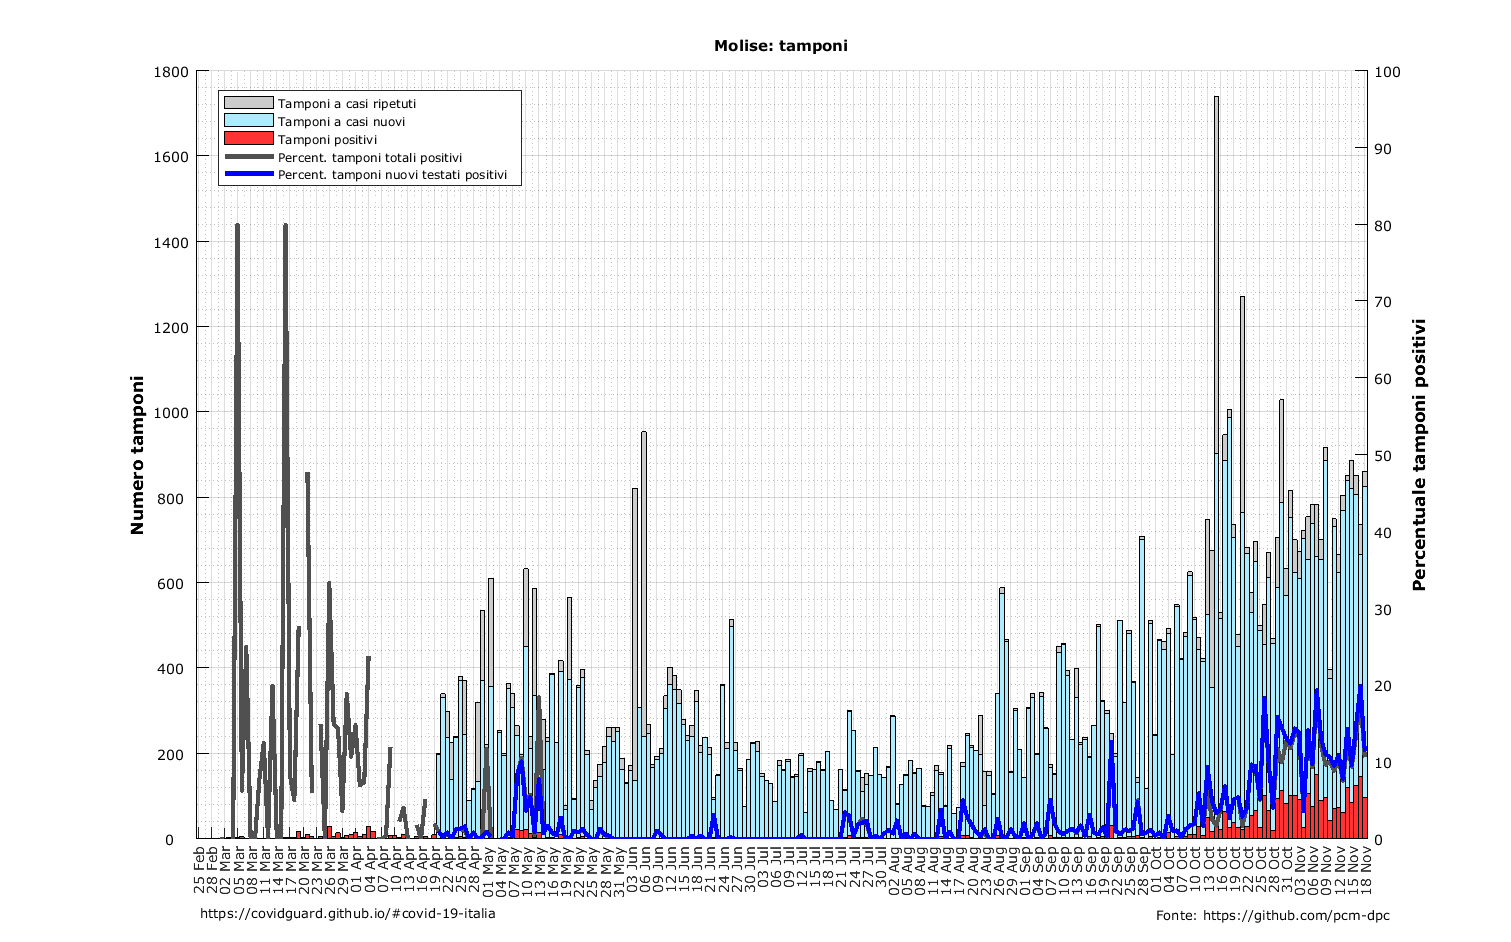 Molise: tamponi
1800
1600
1400
1200
1000
800
600
400
200
0
Numero tamponi
100
90
80
70
60
50
40
30
20
10
0
Percentuale tamponi positivi
Tamponi a casi ripetuti
Tamponi a casi nuovi
Tamponi positivi
Percent. tamponi totali positivi
Percent. tamponi nuovi testati positivi
25 Feb
28 Feb
02 Mar
05 Mar
08 Mar
11 Mar
14 Mar
17 Mar
20 Mar
23 Mar
26 Mar
29 Mar
01 Apr
04 Apr
07 Apr
10 Apr
13 Apr
16 Apr
19 Apr
22 Apr
25 Apr
28 Apr
01 May
04 May
07 May
10 May
13 May
16 May
19 May
22 May
25 May
28 May
31 May
03 Jun
06 Jun
09 Jun
12 Jun
15 Jun
18 Jun
21 Jun
24 Jun
27 Jun
30 Jun
03 Jul
06 Jul
09 Jul
12 Jul
15 Jul
18 Jul
21 Jul
24 Jul
27 Jul
30 Jul
02 Aug
05 Aug
08 Aug
11 Aug
14 Aug
17 Aug
20 Aug
23 Aug
26 Aug
29 Aug
01 Sep
04 Sep
07 Sep
10 Sep
13 Sep
16 Sep
19 Sep
22 Sep
25 Sep
28 Sep
01 Oct
04 Oct
07 Oct
10 Oct
13 Oct
16 Oct
19 Oct
22 Oct
25 Oct
28 Oct
31 Oct
03 Nov
06 Nov
09 Nov
12 Nov
15 Nov
18 Nov
https://covidguard.github.io/#covid-19-italia
Fonte: https://github.com/pcm-dpc